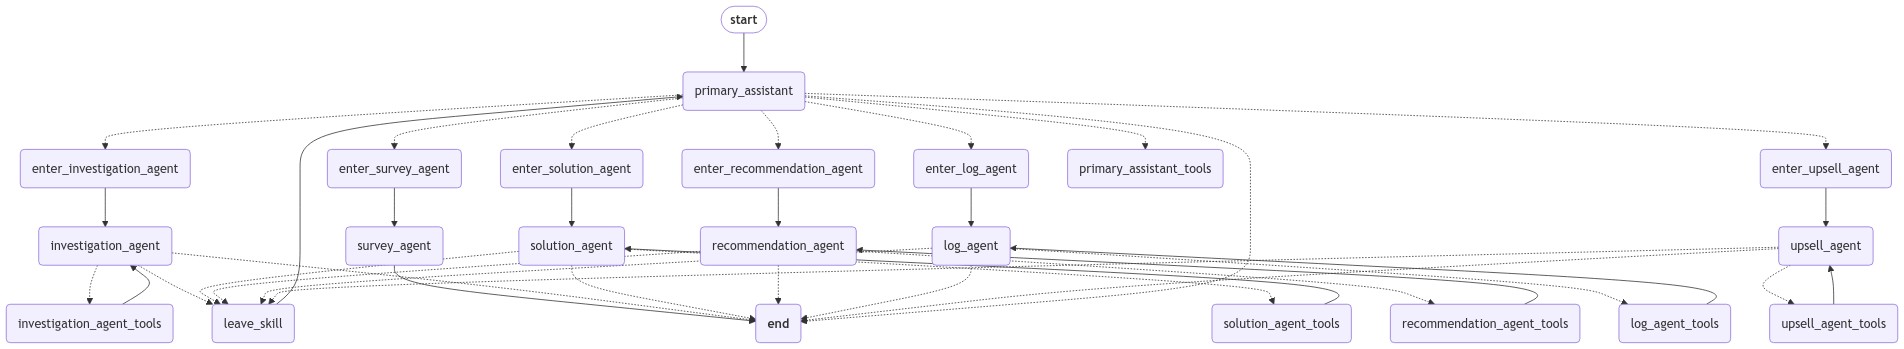 start
primary_assistant
enter_investigation_agent
enter_survey_agent
enter_solution_agent
enter_recommendation_agent
enter_log_agent
primary_assistant_tools
enter_upsell_agent
investigation_agent
survey_agent
solution_agent
recommendation_agent
log_agent
upsell_agent
investigation_agent_tools
leave_skill
end
solution_agent_tools
recommendation_agent_tools
log_agent_tools
upsell_agent_tools